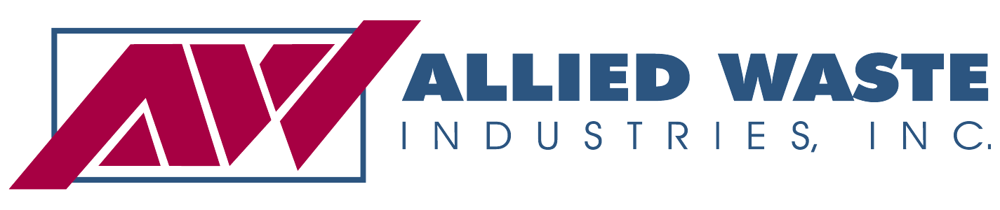 AW
ALLIED WASTE
INDUSTRIES, INC.